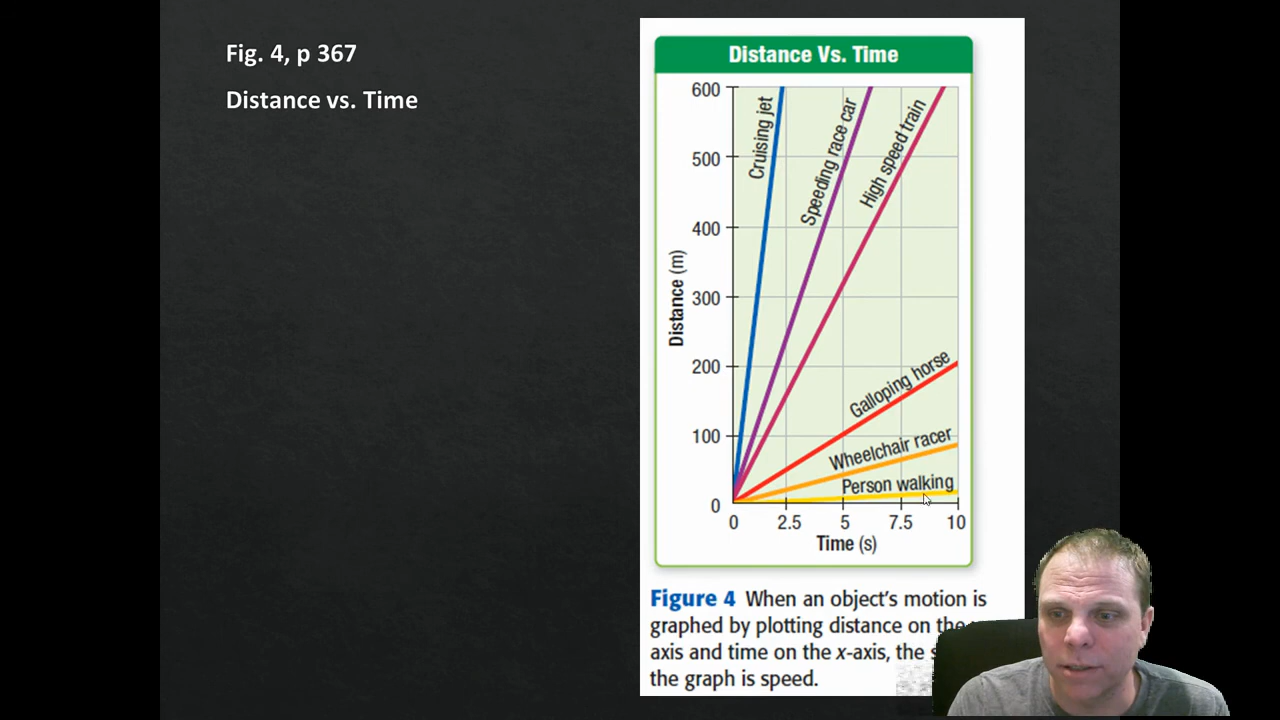 Fig. 4, p 367
Distance vs. Time
Distance Vs. Time
600
500
400
300
200
100
0
Distance (m)
Cruising jet
Speeding race car
High speed train
Galloping horse
Wheelchair racer
Person walking
0 2.5 5 7.5 10
Time (s)
Figure 4 When an object's motion is
graphed by plotting distance on the
axis and time on the x-axis, the
the graph is speed.